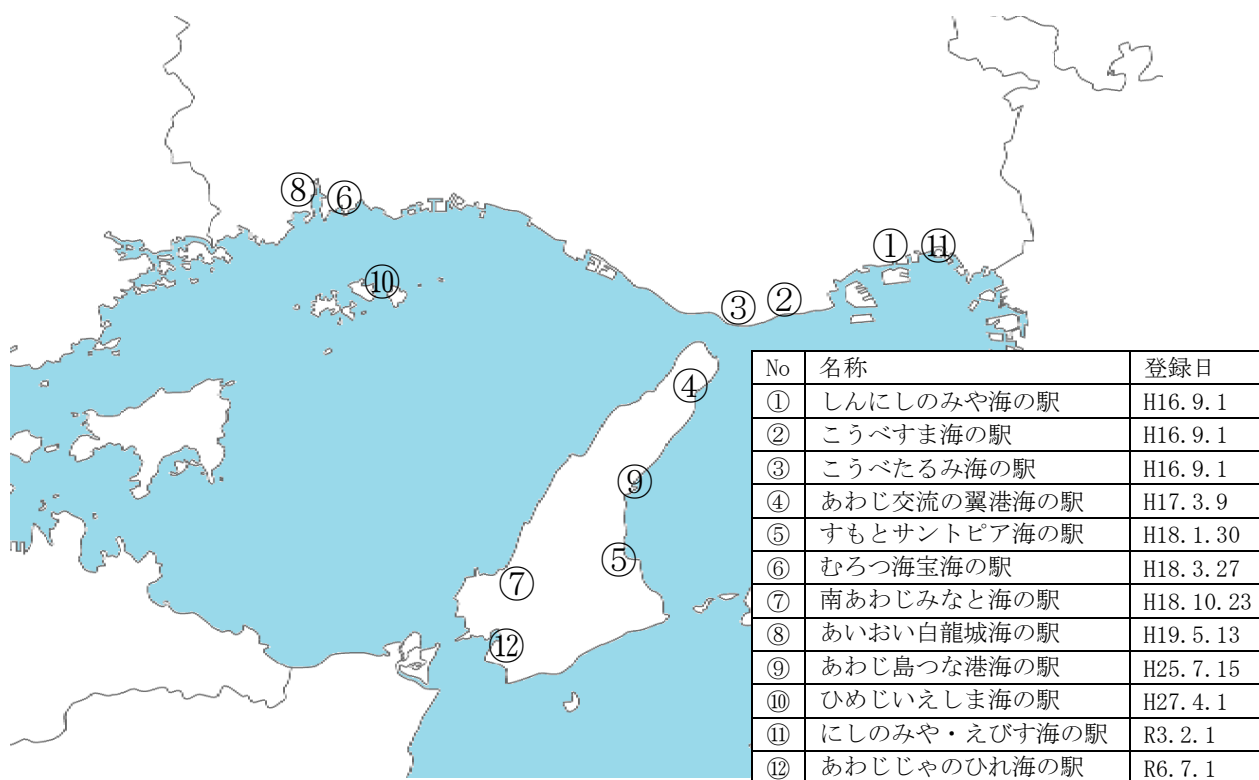 ⑧
⑥
①
⑪
⑩
③
②
④
⑨
⑤
⑦
⑫
No 名称 登録日
① しんにしのみや海の駅 H16.9.1
② こうべすま海の駅 H16.9.1
③ こうべたるみ海の駅 H16.9.1
④ あわじ交流の翼港海の駅 H17.3.9
⑤ すもとサントピア海の駅 H18.1.30
⑥ むろつ海宝海の駅 H18.3.27
⑦ 南あわじみなと海の駅 H18.10.23
⑧ あいおい白龍城海の駅 H19.5.13
⑨ あわじ島つな港海の駅 H25.7.15
⑩ ひめじいえしま海の駅 H27.4.1
⑪ にしのみや・えびす海の駅 R3.2.1
⑫ あわじじゃのひれ海の駅 R6.7.1